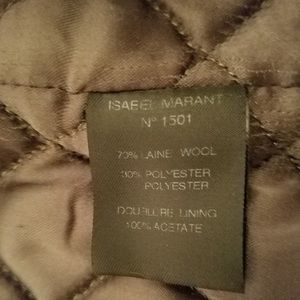 ISABEL MARANT
N° 1501
70% LAINE WOOL
30% POLYESTER
POLYESTER
DOUBLURE LINING
100% ACETATE